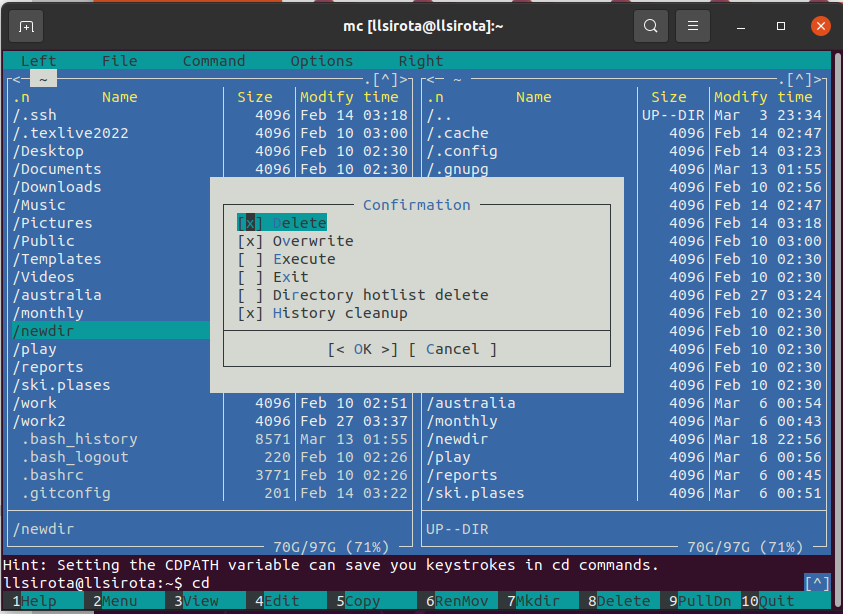 mc [llsirota@llsirota]:~
Left File Command Options Right
<─ ~ .[^]> <─ ~ .[^]>
.n Name Size Modify time .n Name Size Modify time
/.ssh 4096 Feb 14 03:18 /.. UP--DIR Mar 3 23:34
/.texlive2022 4096 Feb 10 03:00 /.cache 4096 Feb 14 02:47
/Desktop 4096 Feb 10 02:30 /.config 4096 Feb 14 03:23
/Documents 4096 Feb 10 02:30 /.gnupg 4096 Mar 13 01:55
/Downloads 4096 Feb 10 02:56
/Music 4096 Feb 14 02:47
/Pictures 4096 Feb 14 03:18
/Public 4096 Feb 10 03:00
/Templates 4096 Feb 10 02:30
/Videos 4096 Feb 10 02:30
/australia 4096 Feb 27 03:24
/monthly 4096 Feb 10 02:30
/newdir 4096 Feb 10 02:30
/play 4096 Feb 10 02:30
/reports 4096 Feb 10 02:30
/ski.plases 4096 Feb 10 02:30
Confirmation
[x] Delete
[x] Overwrite
[ ] Execute
[ ] Exit
[ ] Directory hotlist delete
[x] History cleanup
[< OK >] [ Cancel ]
/work 4096 Feb 10 02:51 /australia 4096 Mar 6 00:54
/work2 4096 Feb 27 03:37 /monthly 4096 Mar 6 00:43
.bash_history 8571 Mar 13 01:55 /newdir 4096 Mar 18 22:56
.bash_logout 220 Feb 10 02:26 /play 4096 Mar 6 00:56
.bashrc 3771 Feb 10 02:26 /reports 4096 Mar 6 00:45
.gitconfig 201 Feb 14 03:22 /ski.plases 4096 Mar 6 00:51
/newdir UP--DIR
70G/97G (71%) 70G/97G (71%)
Hint: Setting the CDPATH variable can save you keystrokes in cd commands.
llsirota@llsirota:~$ cd [^]
1Help 2Menu 3View 4Edit 5Copy 6RenMov 7Mkdir 8Delete 9PullDn 10Quit